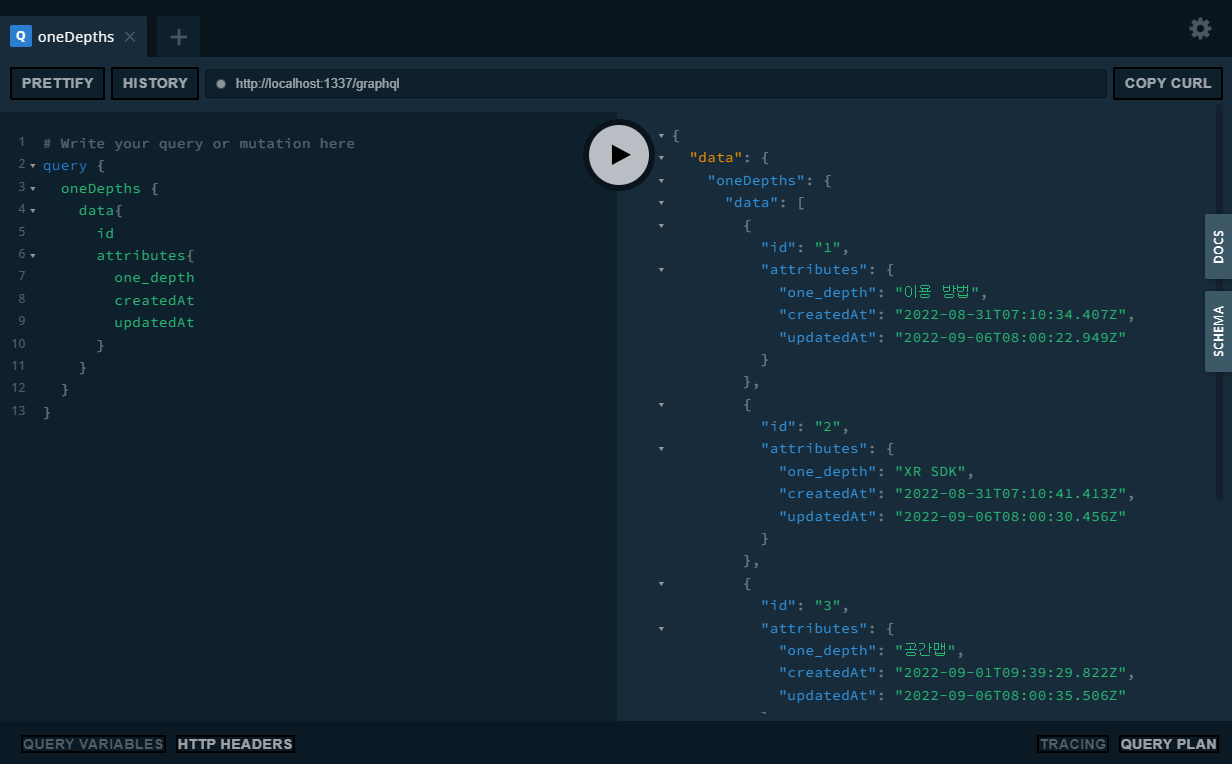 Q oneDepths
PRETTIFY HISTORY http://localhost:1337/graphql COPY CURL
1 # Write your query or mutation here
2 query {
3 oneDepths {
4 data{
5 id
6 attributes{
7 one_depth
8 createdAt
9 updatedAt
10 }
11 }
12 }
13 }
{
"data": {
"oneDepths": {
"data": [
{
"id": "1",
"attributes": {
"one_depth": "이용 방법",
"createdAt": "2022-08-31T07:10:34.407Z",
"updatedAt": "2022-09-06T08:00:22.949Z"
}
},
{
"id": "2",
"attributes": {
"one_depth": "XR SDK",
"createdAt": "2022-08-31T07:10:41.413Z",
"updatedAt": "2022-09-06T08:00:30.456Z"
}
},
{
"id": "3",
"attributes": {
"one_depth": "공간맵",
"createdAt": "2022-09-01T09:39:29.822Z",
"updatedAt": "2022-09-06T08:00:35.506Z"
DOCS
SCHEMA
QUERY VARIABLES HTTP HEADERS TRACING QUERY PLAN